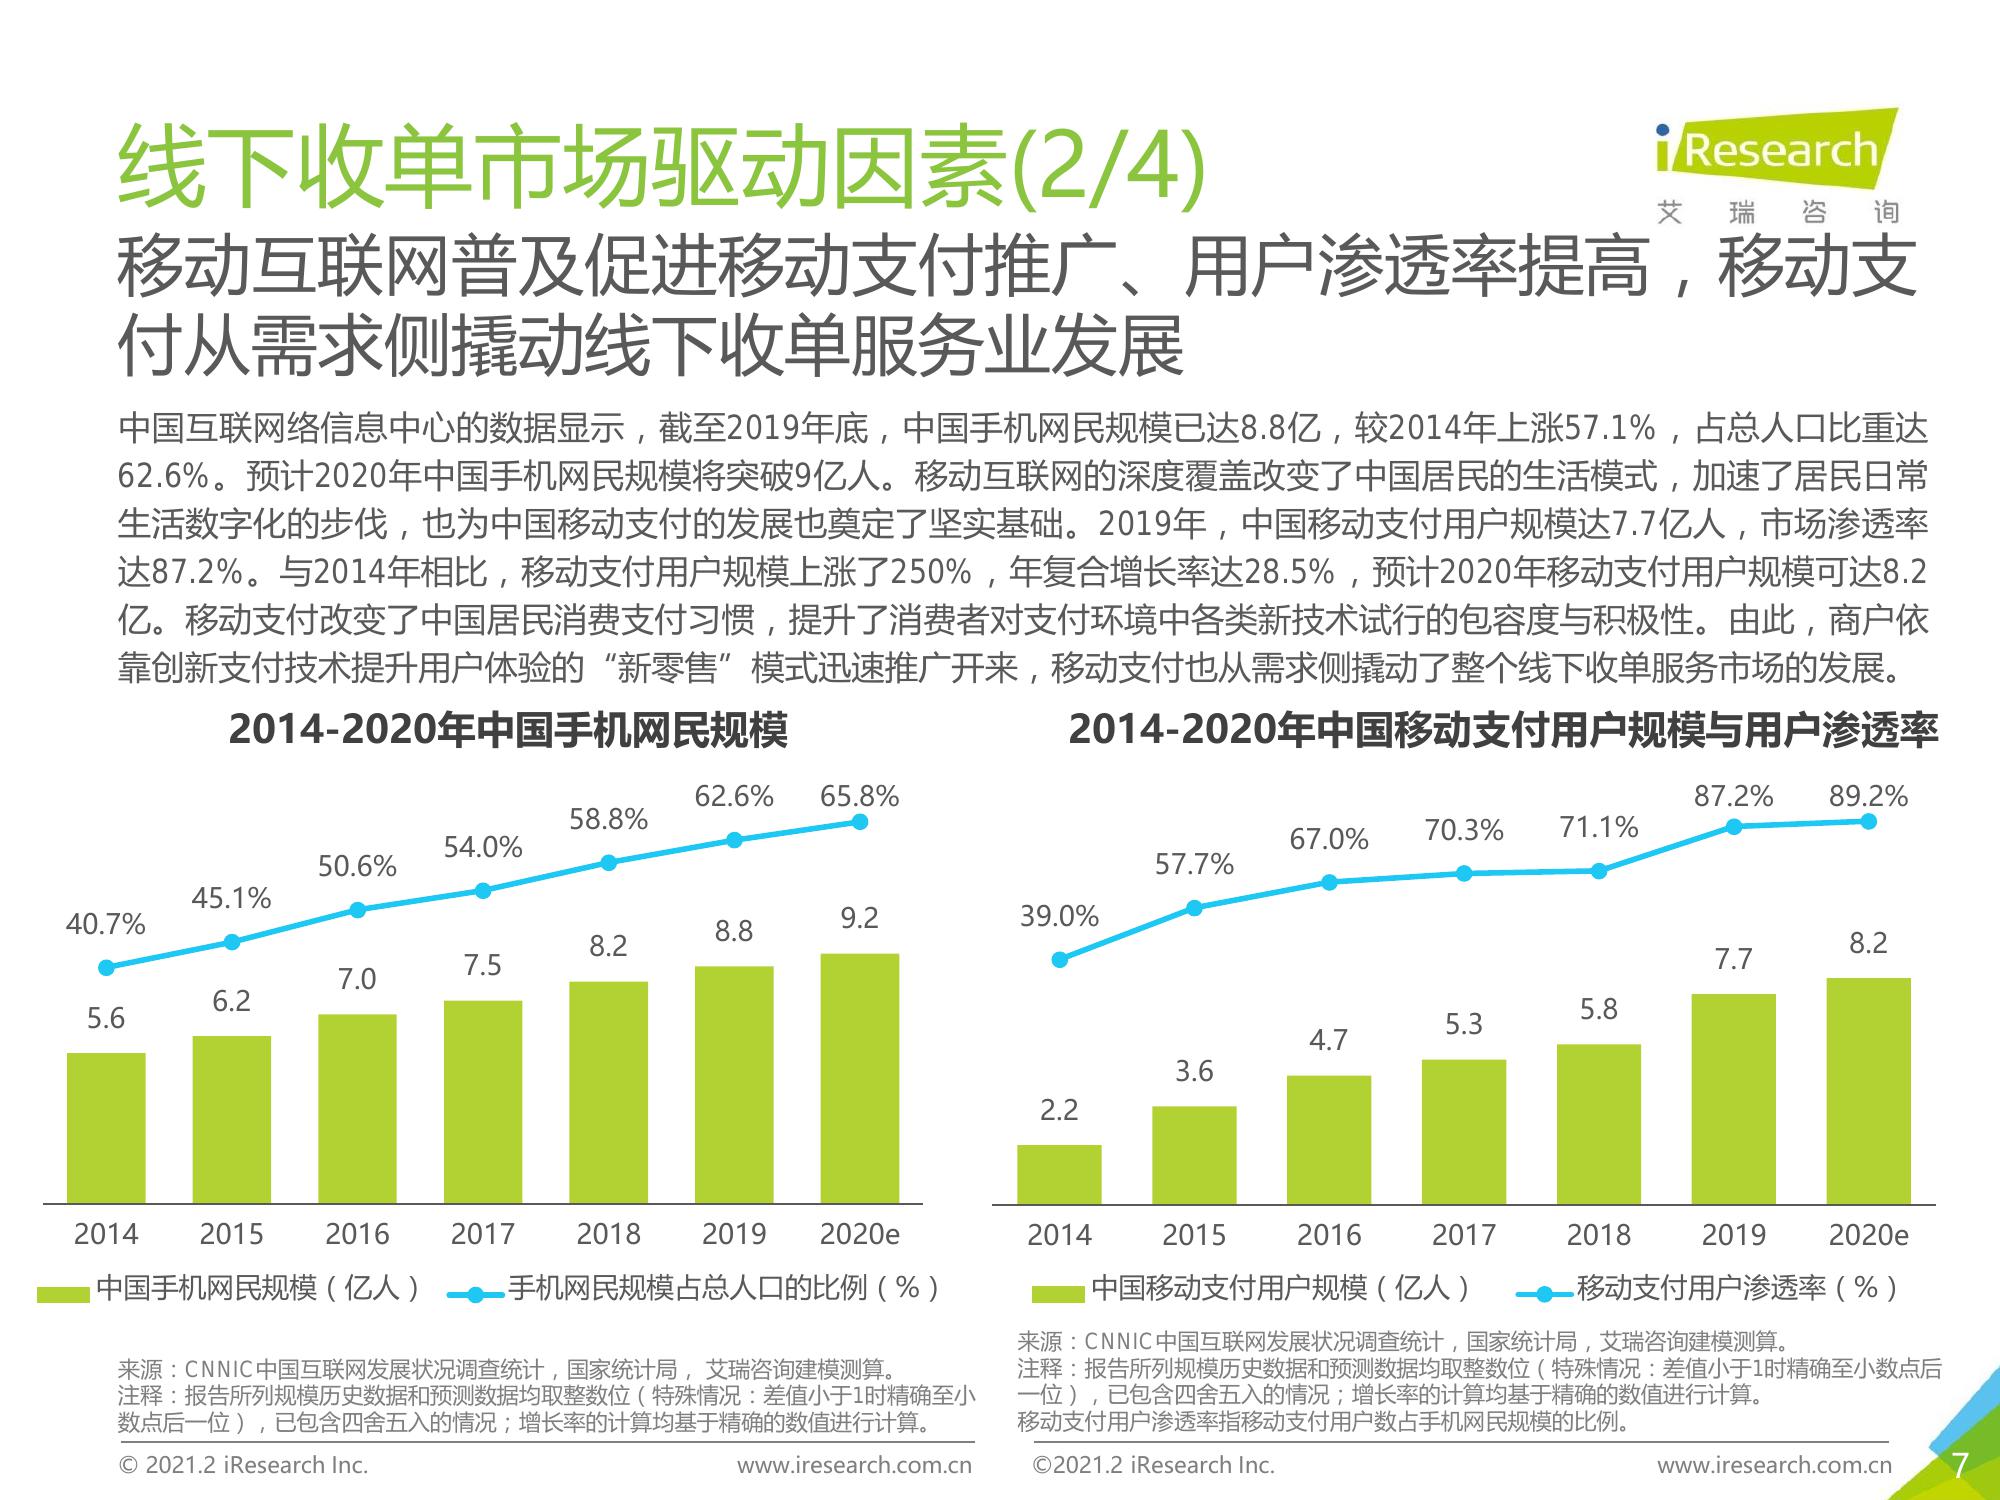 线下收单市场驱动因素(2/4)
iResearch
艾瑞咨询
移动互联网普及促进移动支付推广、用户渗透率提高，移动支
付从需求侧撬动线下收单服务业发展
中国互联网络信息中心的数据显示，截至2019年底，中国手机网民规模已达8.8亿，较2014年上涨57.1%，占总人口比重达
62.6%。预计2020年中国手机网民规模将突破9亿人。移动互联网的深度覆盖改变了中国居民的生活模式，加速了居民日常
生活数字化的步伐，也为中国移动支付的发展也奠定了坚实基础。2019年，中国移动支付用户规模达7.7亿人，市场渗透率
达87.2%。与2014年相比，移动支付用户规模上涨了250%，年复合增长率达28.5%，预计2020年移动支付用户规模可达8.2
亿。移动支付改变了中国居民消费支付习惯，提升了消费者对支付环境中各类新技术试行的包容度与积极性。由此，商户依
靠创新支付技术提升用户体验的“新零售”模式迅速推广开来，移动支付也从需求侧撬动了整个线下收单服务市场的发展。
2014-2020年中国手机网民规模
40.7% 45.1% 50.6% 54.0% 58.8% 62.6% 65.8%
5.6 6.2 7.0 7.5 8.2 8.8 9.2
2014 2015 2016 2017 2018 2019 2020e
中国手机网民规模（亿人） 手机网民规模占总人口的比例（%）
来源：CNNIC中国互联网发展状况调查统计，国家统计局， 艾瑞咨询建模测算。
注释：报告所列规模历史数据和预测数据均取整数位（特殊情况：差值小于1时精确至小
数点后一位），已包含四舍五入的情况；增长率的计算均基于精确的数值进行计算。
© 2021.2 iResearch Inc. www.iresearch.com.cn
2014-2020年中国移动支付用户规模与用户渗透率
39.0% 57.7% 67.0% 70.3% 71.1% 87.2% 89.2%
2.2 3.6 4.7 5.3 5.8 7.7 8.2
2014 2015 2016 2017 2018 2019 2020e
中国移动支付用户规模（亿人） 移动支付用户渗透率（%）
来源：CNNIC中国互联网发展状况调查统计，国家统计局，艾瑞咨询建模测算。
注释：报告所列规模历史数据和预测数据均取整数位（特殊情况：差值小于1时精确至小数点后
一位），已包含四舍五入的情况；增长率的计算均基于精确的数值进行计算。
移动支付用户渗透率指移动支付用户数占手机网民规模的比例。
©2021.2 iResearch Inc. www.iresearch.com.cn
7